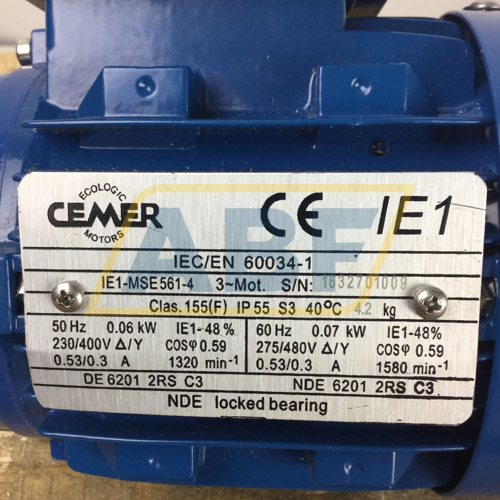 ECOLOGIC
CEMER
MOTORS
CE IE1
IEC/EN 60034-1
IE1-MSE561-4 3~Mot. S/N: 1632701009
Clas. 155(F) IP 55 S3 40°C 4.2 kg
50 Hz 0.06 kW IE1-48% 60 Hz 0.07 kW IE1-48%
230/400V Δ/Y COSφ 0.59 275/480V Δ/Y COSφ 0.59
0.53/0.3 A 1320 min⁻¹ 0.53/0.3 A 1580 min⁻¹
DE 6201 2RS C3 NDE 6201 2RS C3
NDE locked bearing
APF